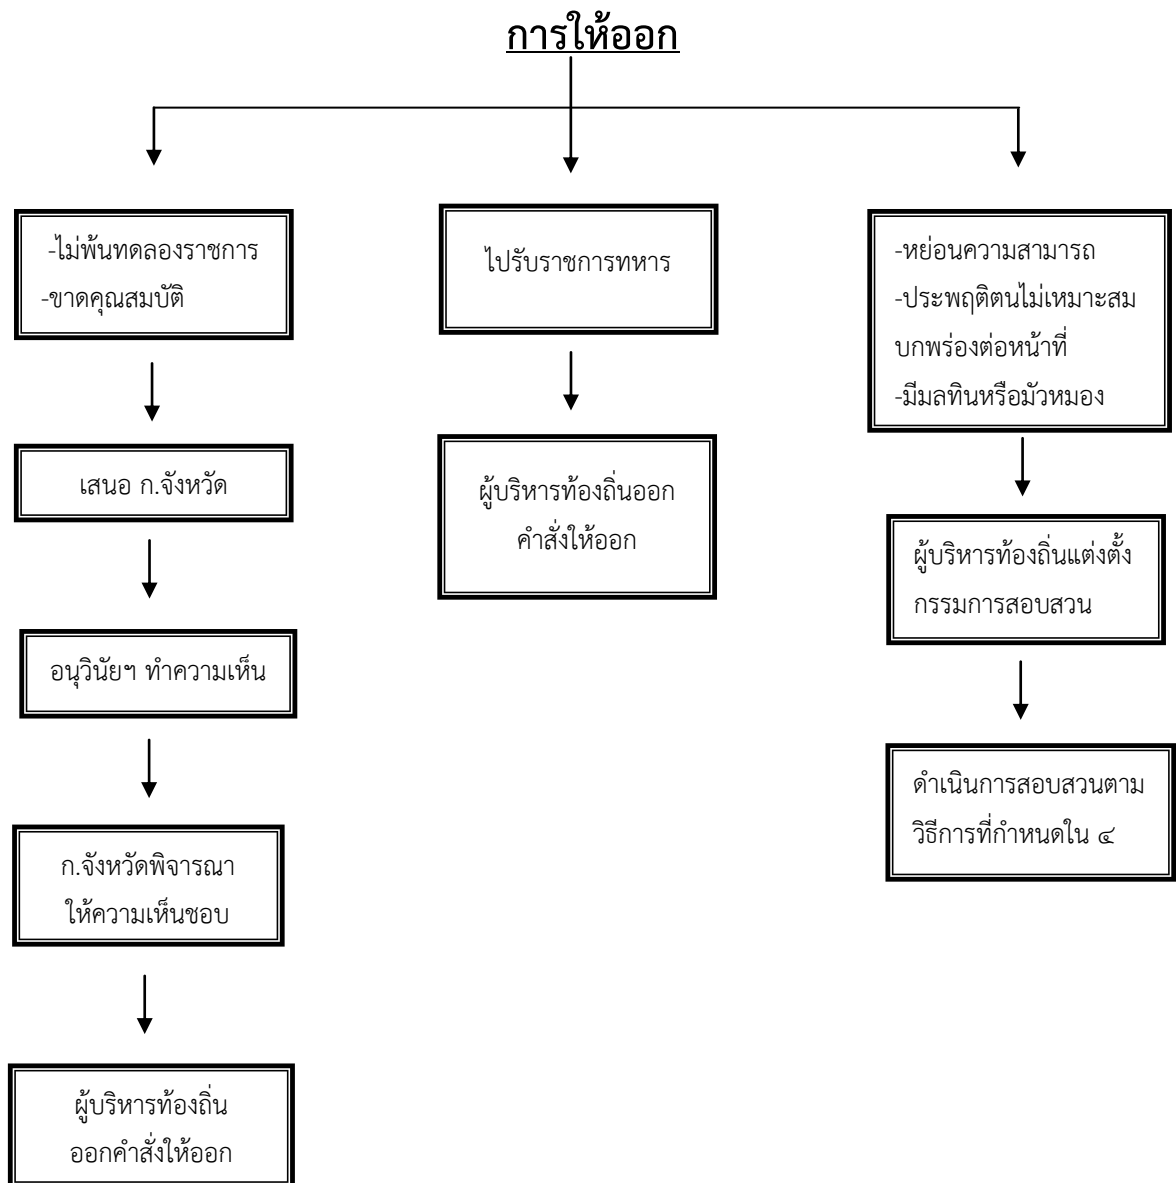 การให้ออก
-ไม่พ้นทดลองราชการ
-ขาดคุณสมบัติ
เสนอ ก.จังหวัด
อนุวินัยฯ ทำความเห็น
ก.จังหวัดพิจารณา
ให้ความเห็นชอบ
ผู้บริหารท้องถิ่น
ออกคำสั่งให้ออก
ไปรับราชการทหาร
ผู้บริหารท้องถิ่นออก
คำสั่งให้ออก
-หย่อนความสามารถ
-ประพฤติตนไม่เหมาะสม
บกพร่องต่อหน้าที่
-มีมลทินหรือมัวหมอง
ผู้บริหารท้องถิ่นแต่งตั้ง
กรรมการสอบสวน
ดำเนินการสอบสวนตาม
วิธีการที่กำหนดใน ๔